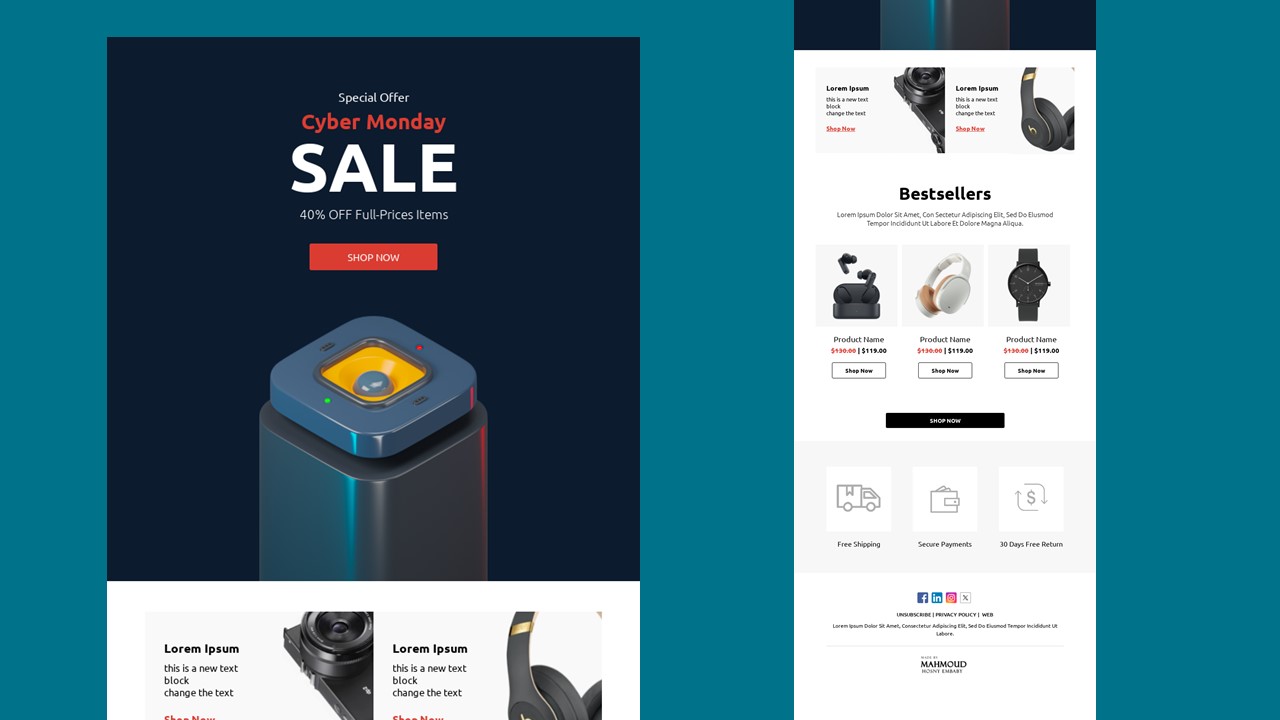 Special Offer
Cyber Monday
SALE
40% OFF Full-Prices Items
SHOP NOW
Lorem Ipsum
this is a new text
block
change the text
Shop Now
Lorem Ipsum
this is a new text
block
change the text
Shop Now
Lorem Ipsum
this is a new text
block
change the text
Shop Now
Lorem Ipsum
this is a new text
block
change the text
Shop Now
Bestsellers
Lorem Ipsum Dolor Sit Amet, Con Sectetur Adipiscing Elit, Sed Do Eiusmod
Tempor Incididunt Ut Labore Et Dolore Magna Aliqua.
Product Name
$130.00 | $119.00
Shop Now
Product Name
$130.00 | $119.00
Shop Now
Product Name
$130.00 | $119.00
Shop Now
SHOP NOW
Free Shipping
Secure Payments
30 Days Free Return
UNSUBSCRIBE | PRIVACY POLICY | WEB
Lorem Ipsum Dolor Sit Amet, Consectetur Adipiscing Elit, Sed Do Eiusmod Tempor Incididunt Ut
Labore.
MADE BY
MAHMOUD
HOSNY EMBABY